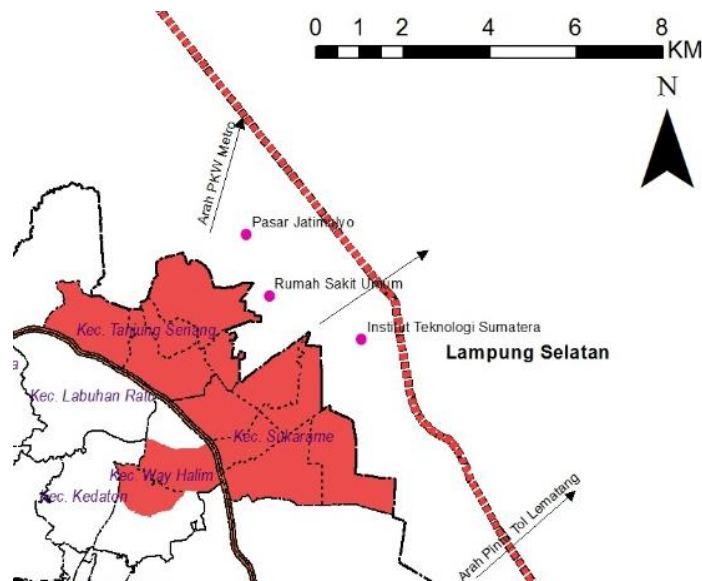 0 1 2 4 6 8
KM
N
Arah PKW Metro
Pasar Jatimulyo
Rumah Sakit Umum
Institut Teknologi Sumatera
Lampung Selatan
Kec. Tanjung Senang
a
Kec. Labuhan Ratu
Kec. Sukarame
Kec. Way Halim
Kec. Kedaton
Arah Pintu Tol Lematang